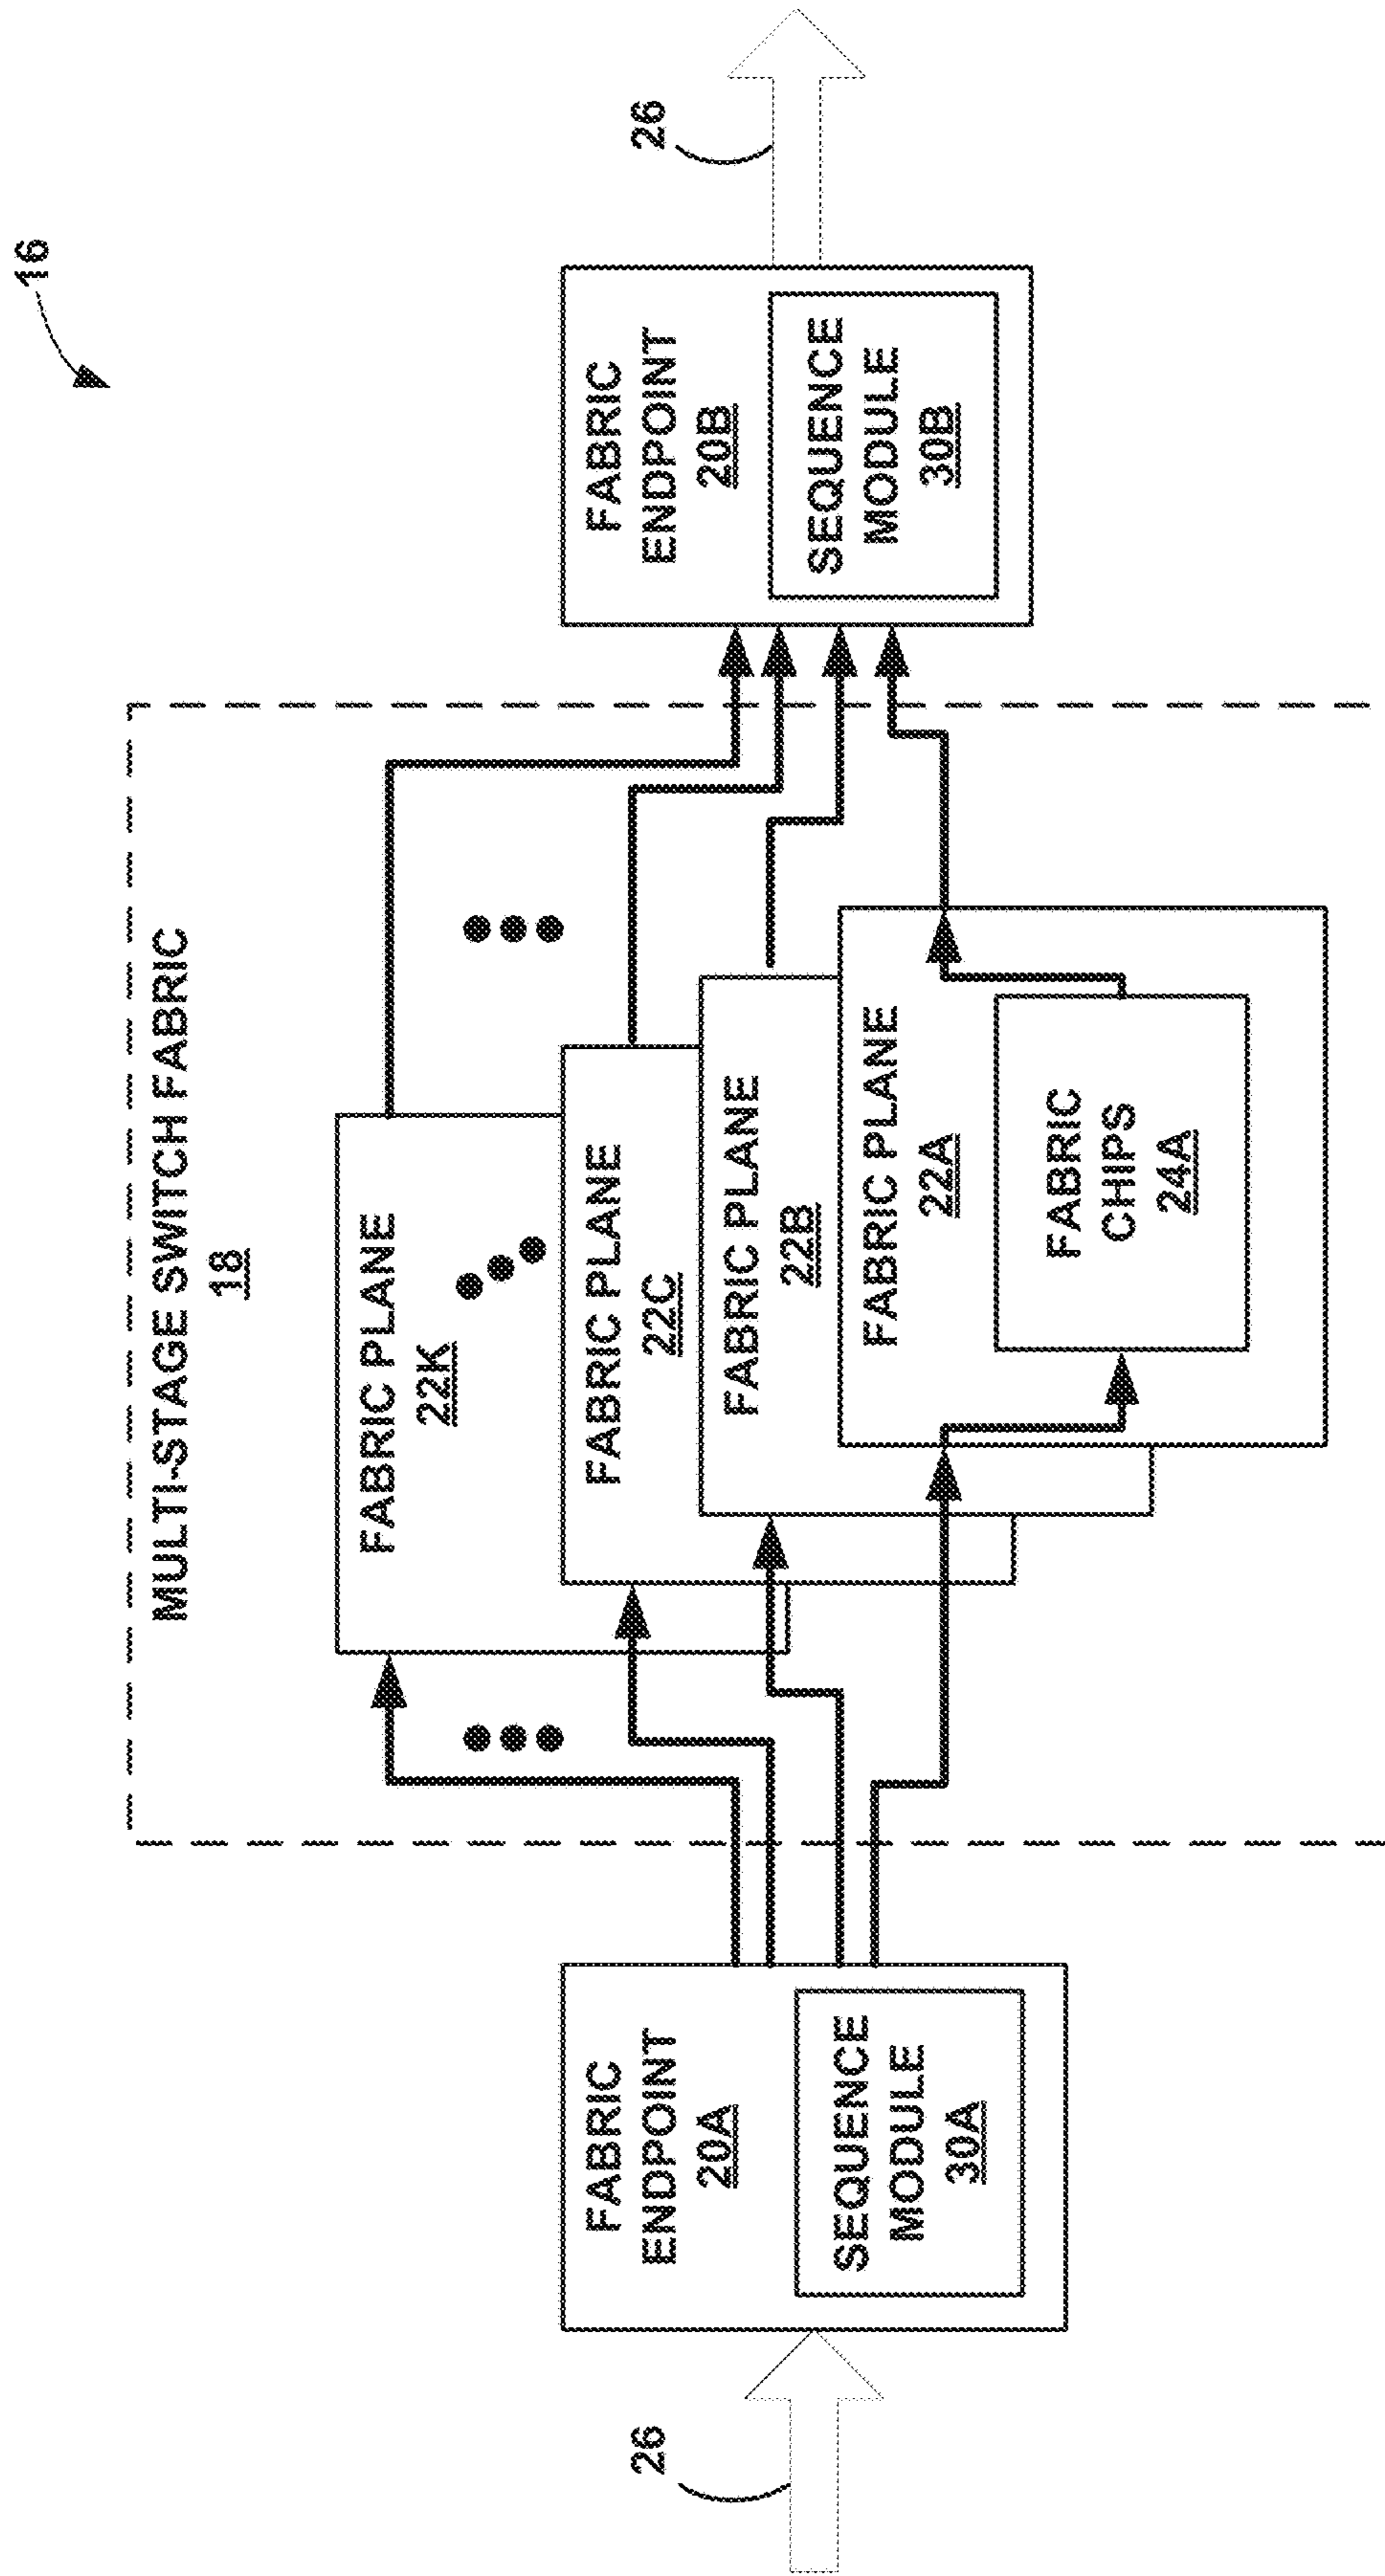 16
MULTI-STAGE SWITCH FABRIC
18
FABRIC PLANE
22K
FABRIC PLANE
22C
FABRIC PLANE
22B
FABRIC PLANE
22A
FABRIC
CHIPS
24A
26
FABRIC
ENDPOINT
20A
SEQUENCE
MODULE
30A
FABRIC
ENDPOINT
20B
SEQUENCE
MODULE
30B
26